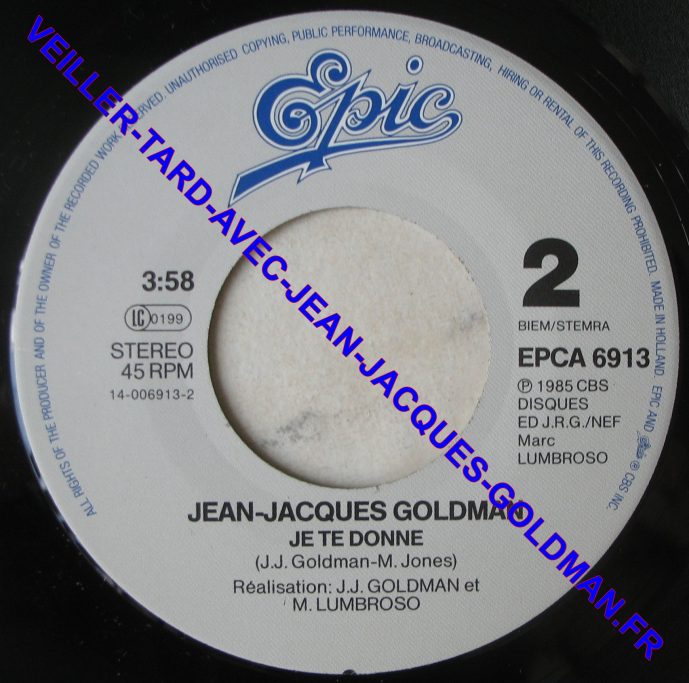 ALL RIGHTS OF THE PRODUCER AND OF THE OWNER OF THE RECORDED WORK RESERVED. UNAUTHORISED COPYING, PUBLIC PERFORMANCE, BROADCASTING, HIRING OR RENTAL OF THIS RECORDING PROHIBITED. MADE IN HOLLAND. EPIC AND Epic ® CBS INC.
Epic
3:58
LC 0199
STEREO
45 RPM
14-006913-2
2
BIEM/STEMRA
EPCA 6913
℗ 1985 CBS
DISQUES
ED J.R.G./NEF
Marc
LUMBROSO
JEAN-JACQUES GOLDMAN
JE TE DONNE
(J.J. Goldman-M. Jones)
Réalisation: J.J. GOLDMAN et
M. LUMBROSO
VEILLER-TARD-AVEC-JEAN-JACQUES-GOLDMAN.FR